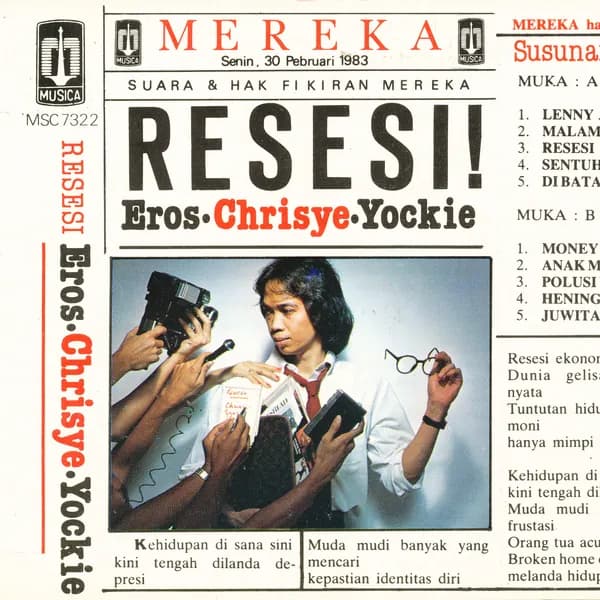 MUSICA
MSC 7322
RESESI Eros • Chrisye • Yockie
MUSICA
MEREKA
MUSICA
Senin, 30 Pebruari 1983
SUARA & HAK FIKIRAN MEREKA
RESESI!
Eros • Chrisye • Yockie
Kehidupan di sana sini
kini tengah dilanda de-
presi
Muda mudi banyak yang
mencari
kepastian identitas diri
MEREKA ha
Susuna
MUKA : A
1. LENNY
2. MALAM
3. RESESI
4. SENTUH
5. DI BATA
MUKA : B
1. MONEY
2. ANAK M
3. POLUSI
4. HENING
5. JUWITA
Resesi ekonom
Dunia gelisa
nyata
Tuntutan hidu
moni
hanya mimpi
Kehidupan di
kini tengah di
Muda mudi
frustasi
Orang tua acu
Broken home
melanda hidup